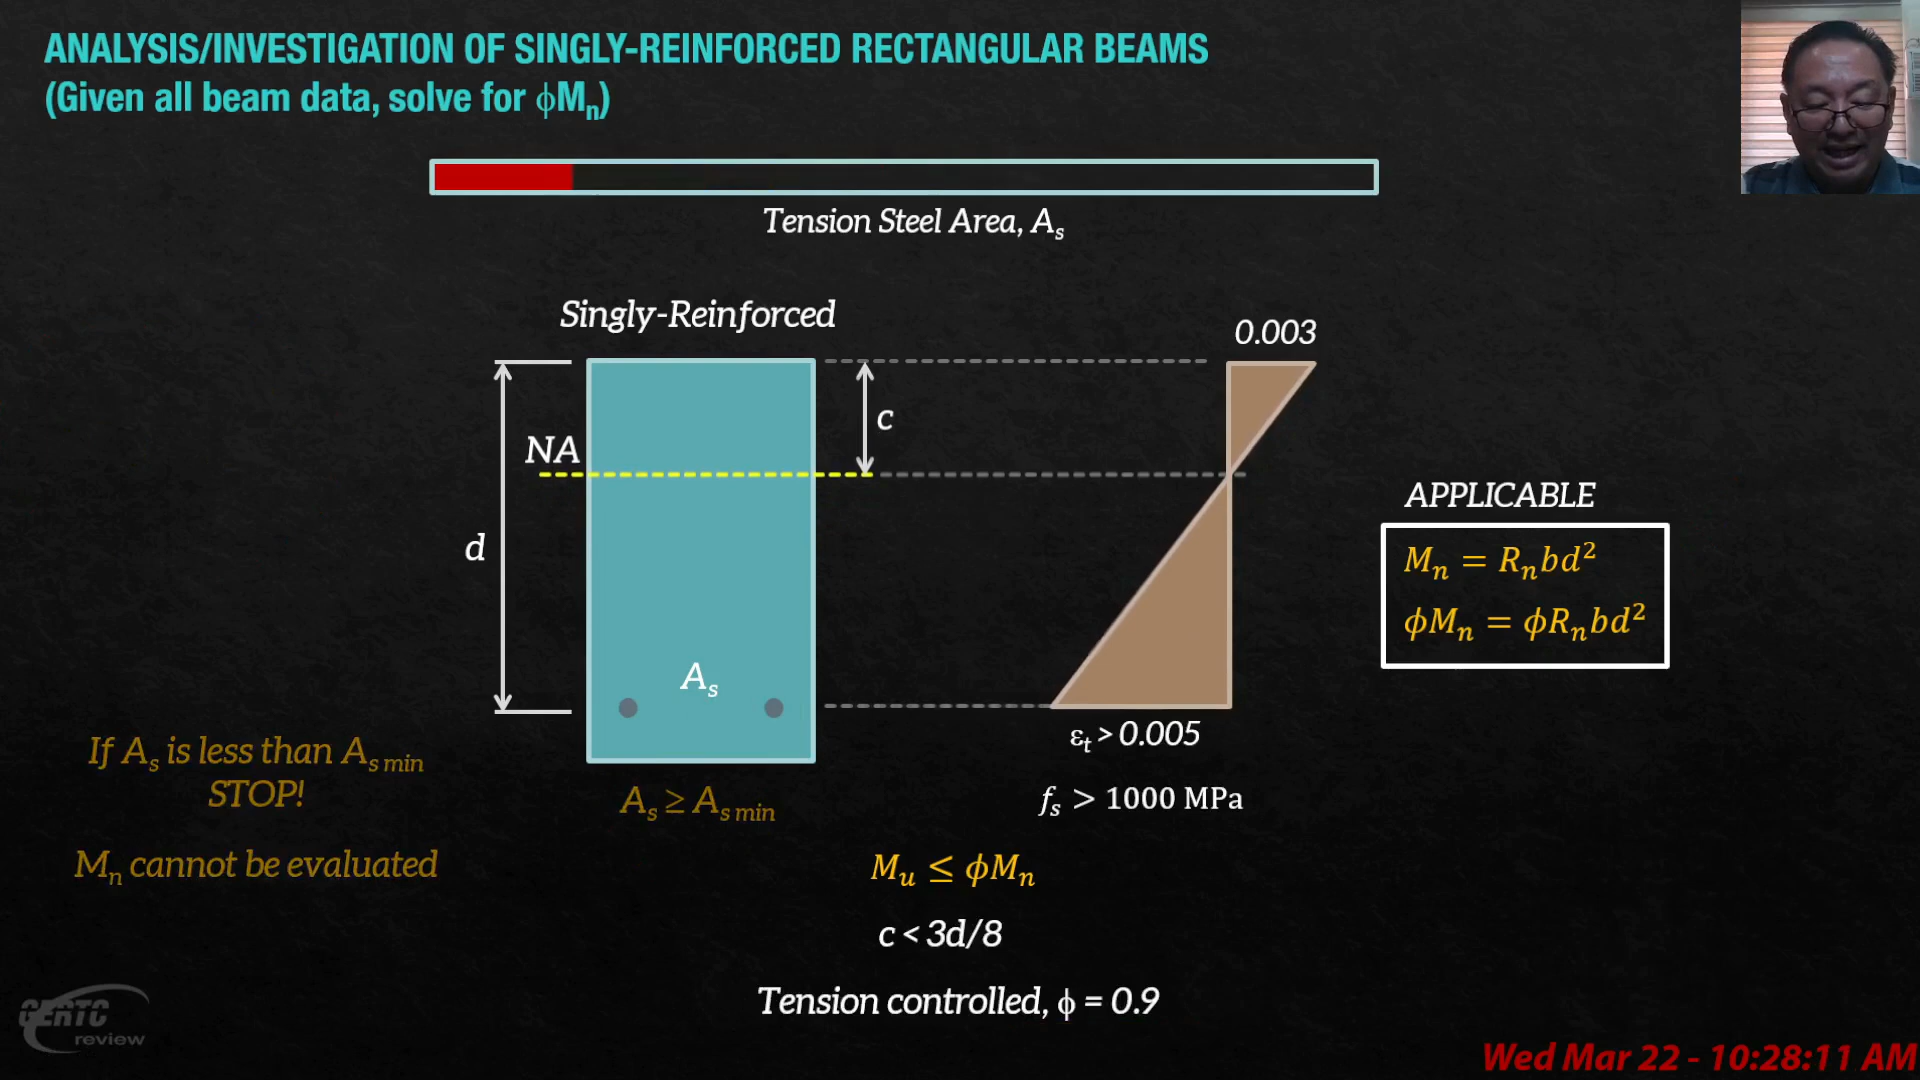 ANALYSIS/INVESTIGATION OF SINGLY-REINFORCED RECTANGULAR BEAMS
(Given all beam data, solve for ϕMₙ)
Tension Steel Area, Aₛ
Singly-Reinforced
0.003
c
NA
APPLICABLE
Mₙ = Rₙbd²
d
ϕMₙ = ϕRₙbd²
Aₛ
εₜ > 0.005
If Aₛ is less than Aₛ ₘᵢₙ
STOP!
Aₛ ≥ Aₛ ₘᵢₙ
fₛ > 1000 MPa
Mₙ cannot be evaluated
Mᵤ ≤ ϕMₙ
c < 3d/8
Tension controlled, ϕ = 0.9
CERTC
review
Wed Mar 22 - 10:28:11 AM